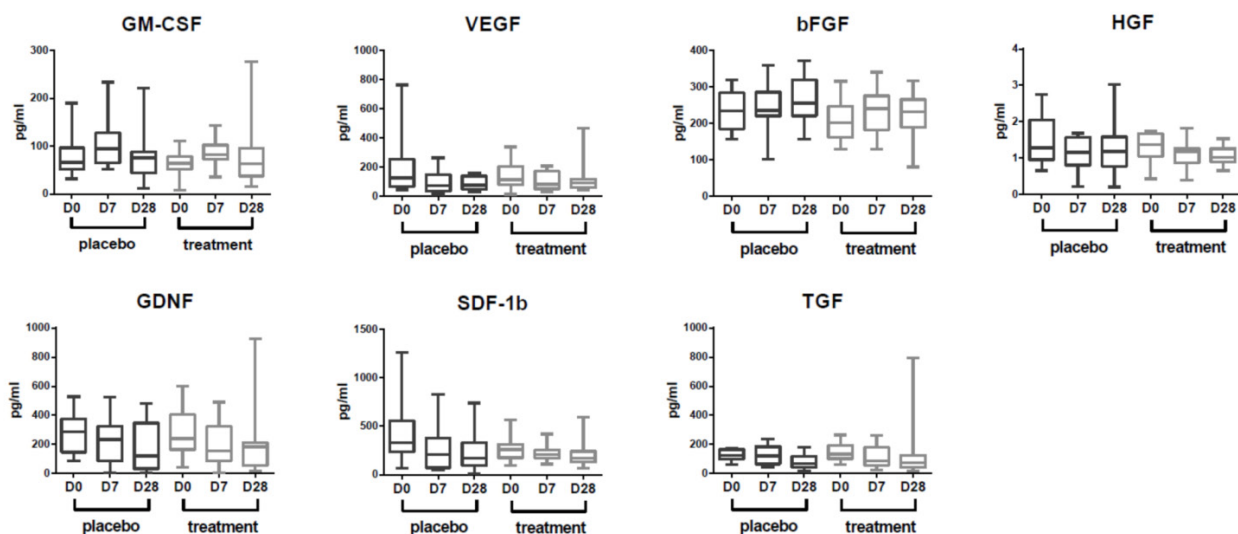 GM-CSF
300
200
100
0
pg/ml
D0 D7 D28 D0 D7 D28
placebo treatment
VEGF
1000
800
600
400
200
0
pg/ml
D0 D7 D28 D0 D7 D28
placebo treatment
bFGF
400
300
200
100
0
pg/ml
D0 D7 D28 D0 D7 D28
placebo treatment
HGF
4
3
2
1
0
pg/ml
D0 D7 D28 D0 D7 D28
placebo treatment
GDNF
1000
800
600
400
200
0
pg/ml
D0 D7 D28 D0 D7 D28
placebo treatment
SDF-1b
1500
1000
500
0
pg/ml
D0 D7 D28 D0 D7 D28
placebo treatment
TGF
1000
800
600
400
200
0
pg/ml
D0 D7 D28 D0 D7 D28
placebo treatment